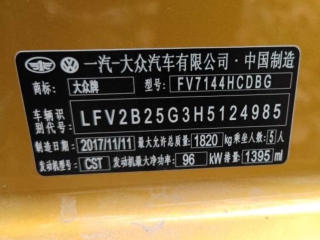 一汽-大众汽车有限公司·中国制造
商标: 大众牌 型号: FV7144HCDBG
车辆识别代号: LFV2B25G3H5124985
制造日期: 2017/11/11 最大允许总质量 1820 kg 乘坐人数: 5 人
发动机型号: CST 发动机最大净功率: 96 kW 排量: 1395 ml